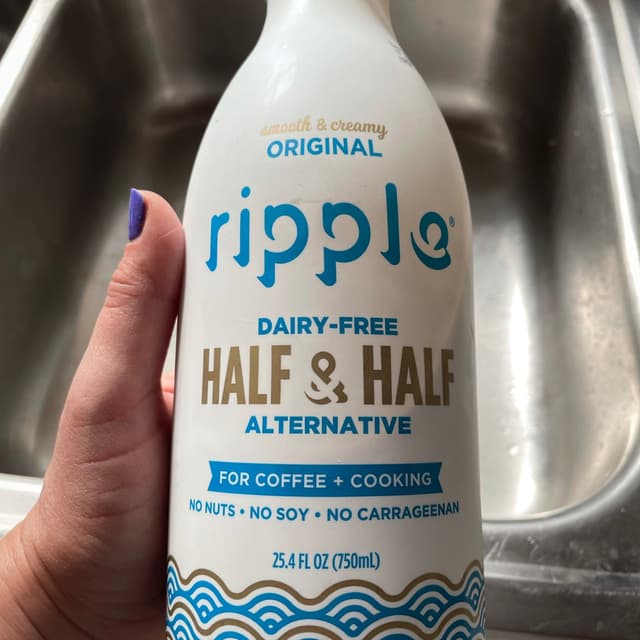 smooth & creamy
ORIGINAL
ripple®
DAIRY-FREE
HALF & HALF
ALTERNATIVE
FOR COFFEE + COOKING
NO NUTS • NO SOY • NO CARRAGEENAN
25.4 FL OZ (750mL)